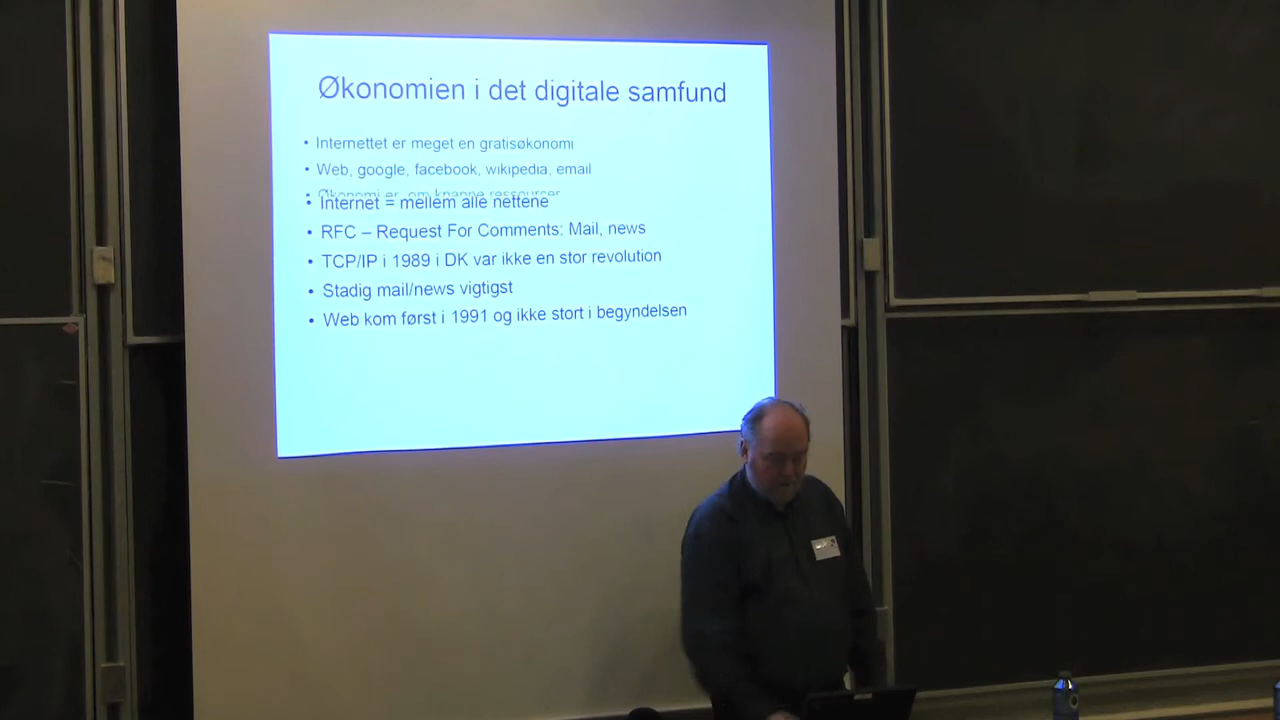 Økonomien i det digitale samfund
• Internettet er meget en gratisøkonomi
• Web, google, facebook, wikipedia, email
• Økonomi er om knappe ressourcer
• Internet = mellem alle nettene
• RFC – Request For Comments: Mail, news
• TCP/IP i 1989 i DK var ikke en stor revolution
• Stadig mail/news vigtigst
• Web kom først i 1991 og ikke stort i begyndelsen